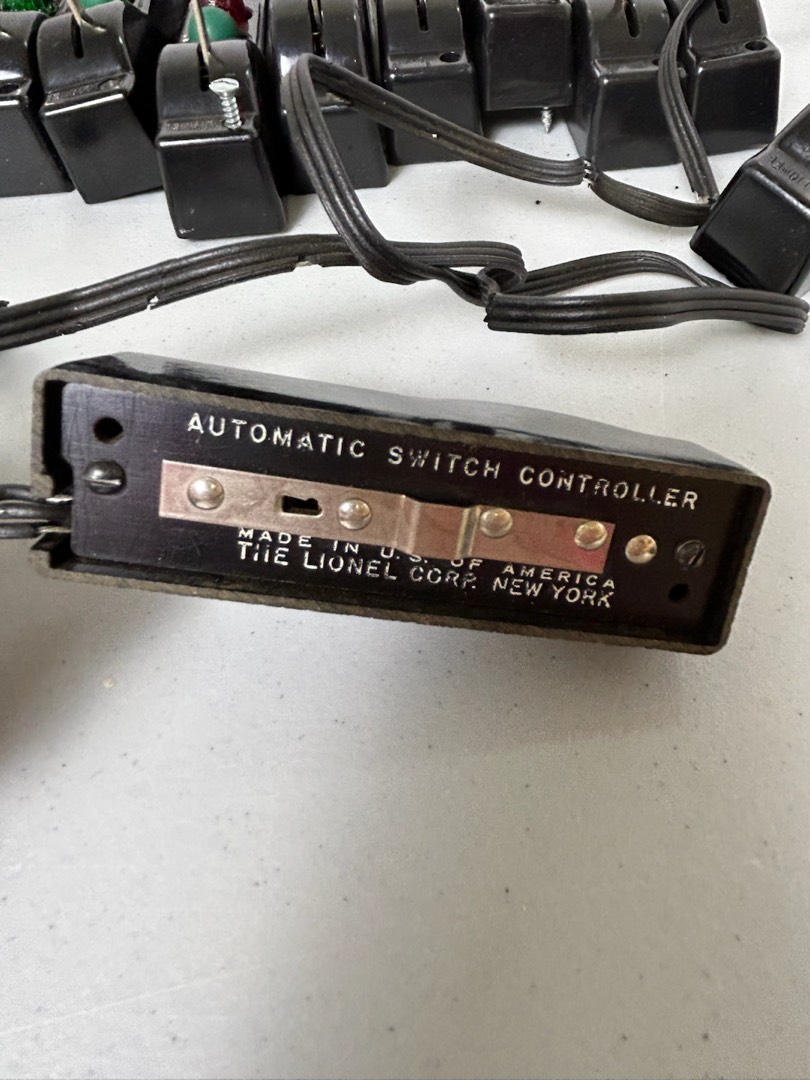 AUTOMATIC SWITCH CONTROLLER
MADE IN U.S. OF AMERICA
THE LIONEL CORP. NEW YORK